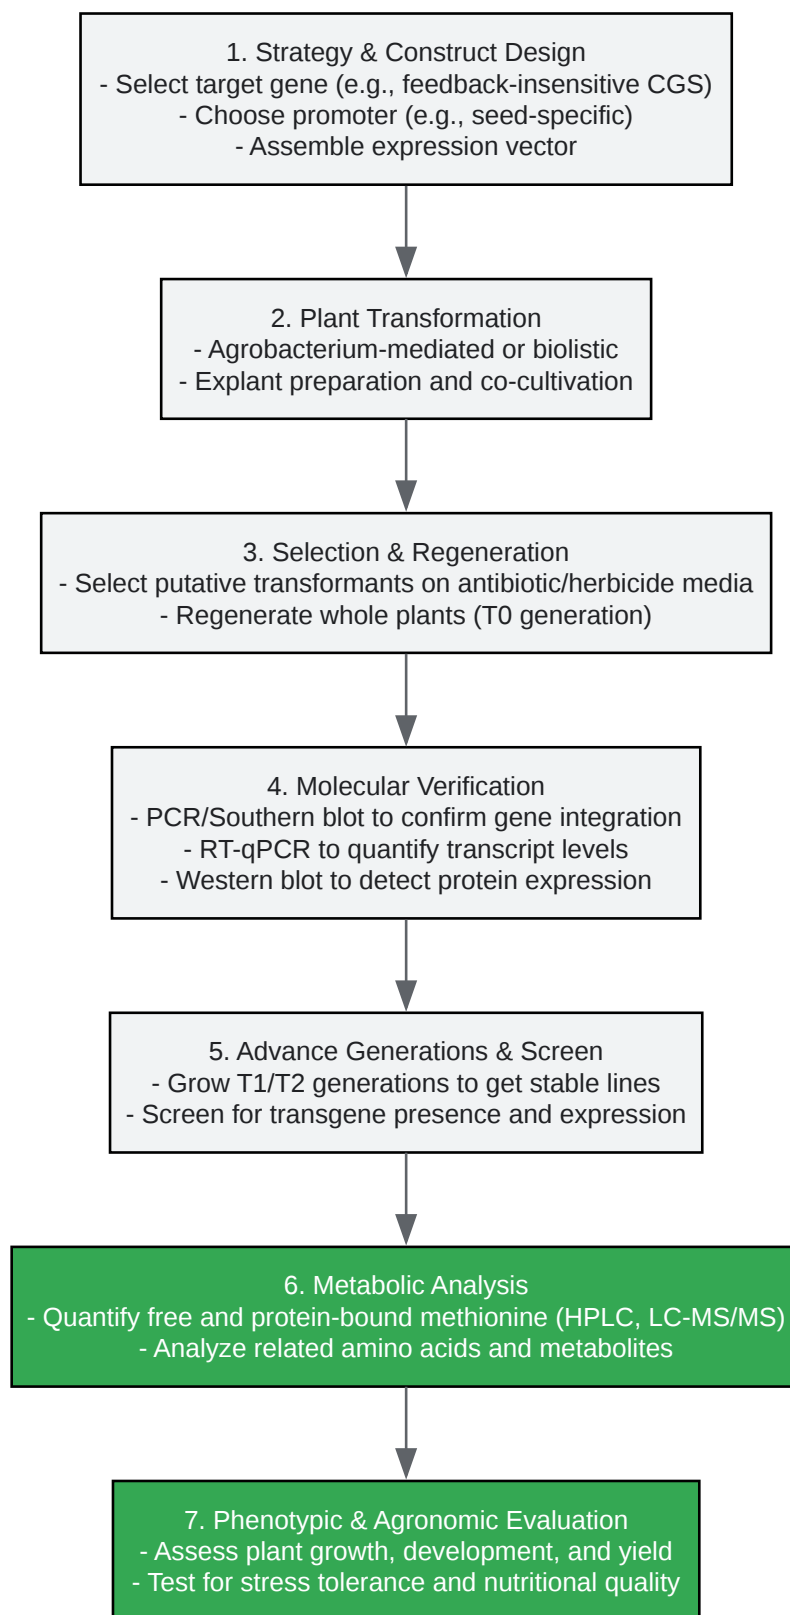 1. Strategy & Construct Design
- Select target gene (e.g., feedback-insensitive CGS)
- Choose promoter (e.g., seed-specific)
- Assemble expression vector
2. Plant Transformation
- Agrobacterium-mediated or biolistic
- Explant preparation and co-cultivation
3. Selection & Regeneration
- Select putative transformants on antibiotic/herbicide media
- Regenerate whole plants (T0 generation)
4. Molecular Verification
- PCR/Southern blot to confirm gene integration
- RT-qPCR to quantify transcript levels
- Western blot to detect protein expression
5. Advance Generations & Screen
- Grow T1/T2 generations to get stable lines
- Screen for transgene presence and expression
6. Metabolic Analysis
- Quantify free and protein-bound methionine (HPLC, LC-MS/MS)
- Analyze related amino acids and metabolites
7. Phenotypic & Agronomic Evaluation
- Assess plant growth, development, and yield
- Test for stress tolerance and nutritional quality